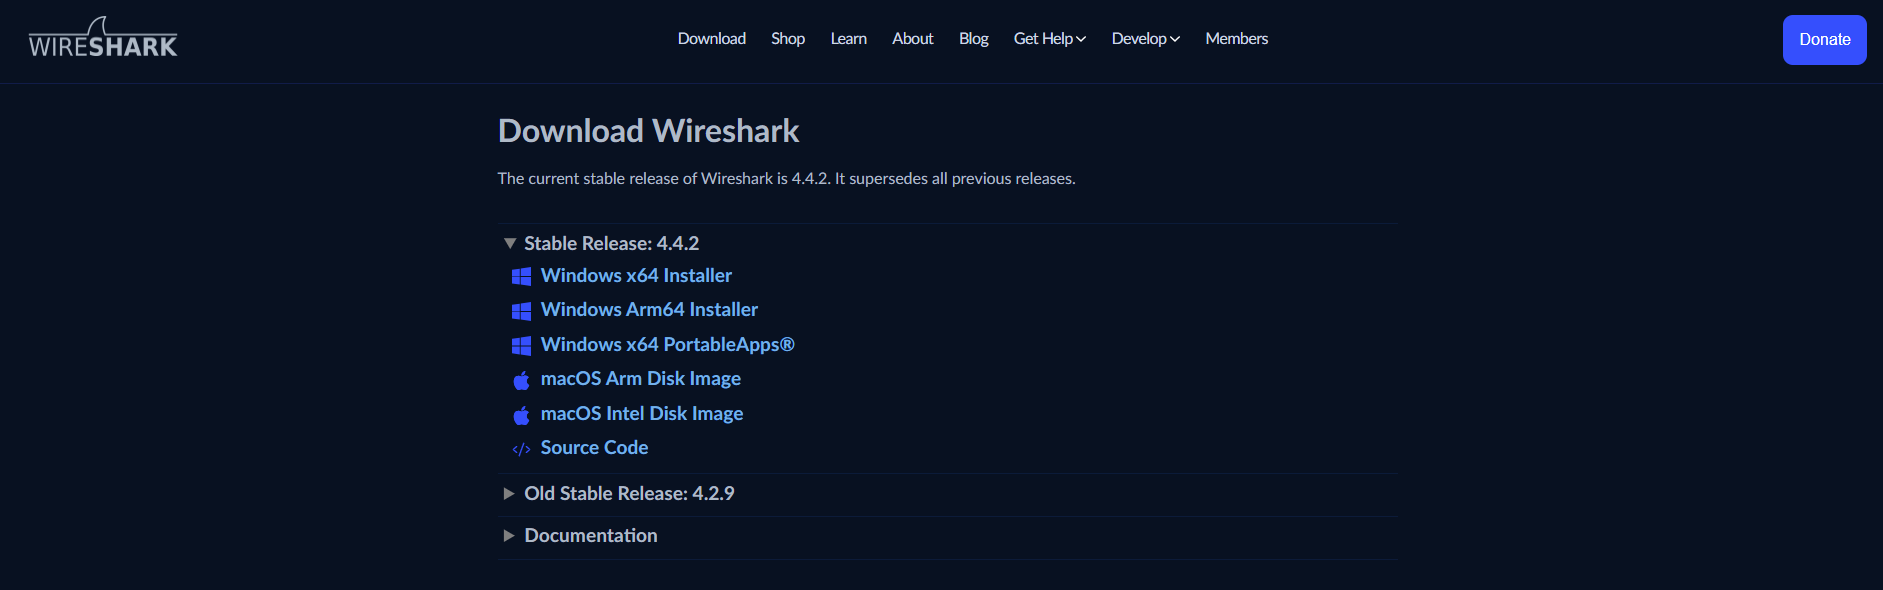 WIRESHARK
Download Shop Learn About Blog Get Help Develop Members
Donate
Download Wireshark
The current stable release of Wireshark is 4.4.2. It supersedes all previous releases.
Stable Release: 4.4.2
Windows x64 Installer
Windows Arm64 Installer
Windows x64 PortableApps®
macOS Arm Disk Image
macOS Intel Disk Image
</> Source Code
Old Stable Release: 4.2.9
Documentation